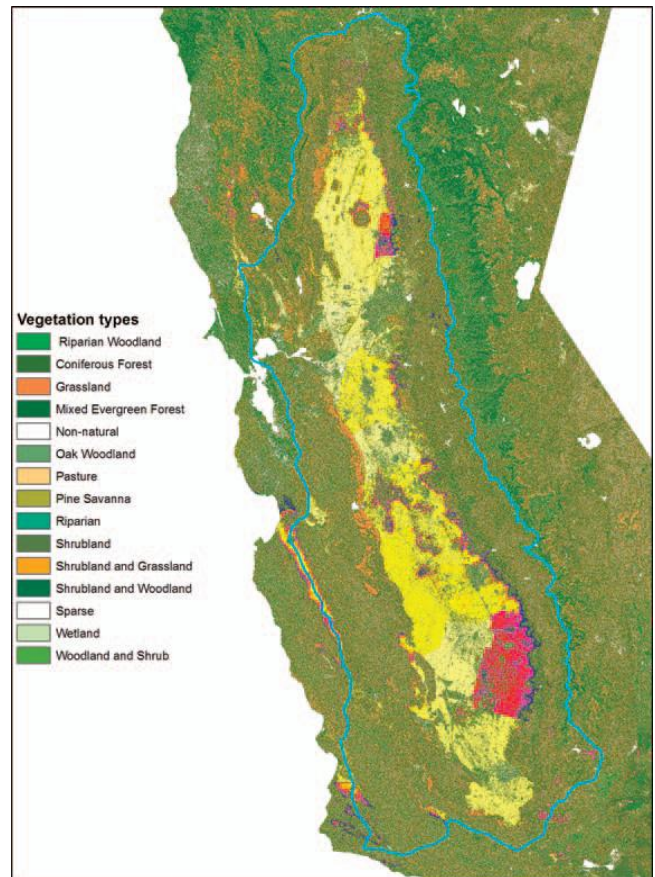 Vegetation types
Riparian Woodland
Coniferous Forest
Grassland
Mixed Evergreen Forest
Non-natural
Oak Woodland
Pasture
Pine Savanna
Riparian
Shrubland
Shrubland and Grassland
Shrubland and Woodland
Sparse
Wetland
Woodland and Shrub